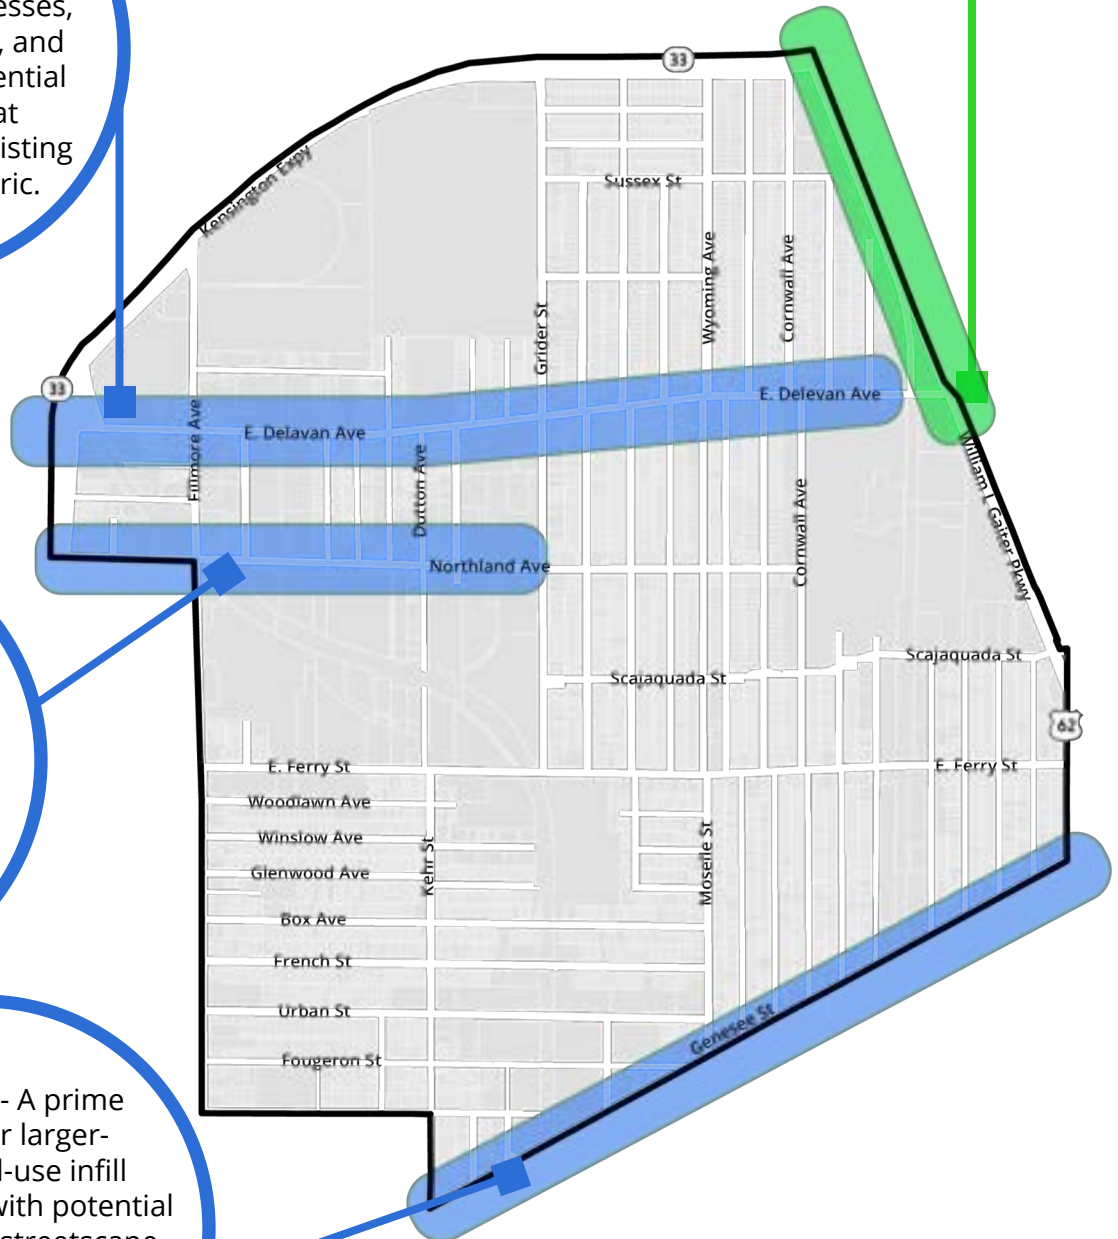 esses,
, and
ential
at
isting
ric.
33
Kensington Expy
Sussex St
Wyoming Ave
Cornwall Ave
Grider St
33
E. Delevan Ave
Fillmore Ave
E. Delavan Ave
Dutton Ave
William L Gaiter Pkwy
Cornwall Ave
Northland Ave
Scajaquada St
Scajaquada St
62
E. Ferry St
E. Ferry St
Woodlawn Ave
Winslow Ave
Kehr St
Moselle St
Glenwood Ave
Box Ave
French St
Urban St
Genesee St
Fougeron St
- A prime
r larger-
l-use infill
with potential
streetscape